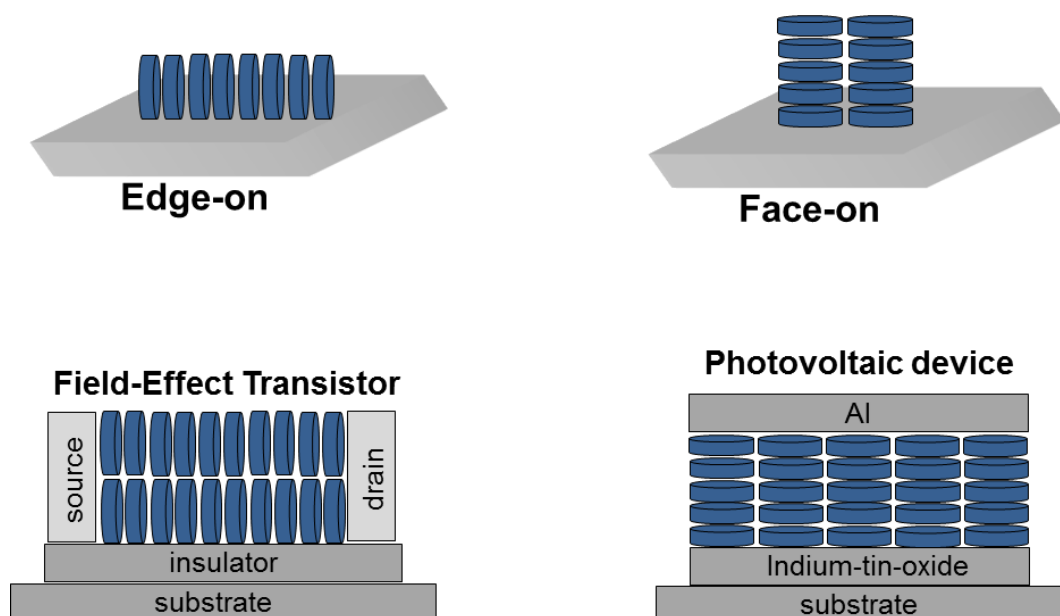 Edge-on
Face-on
Field-Effect Transistor
source
drain
insulator
substrate
Photovoltaic device
Al
Indium-tin-oxide
substrate